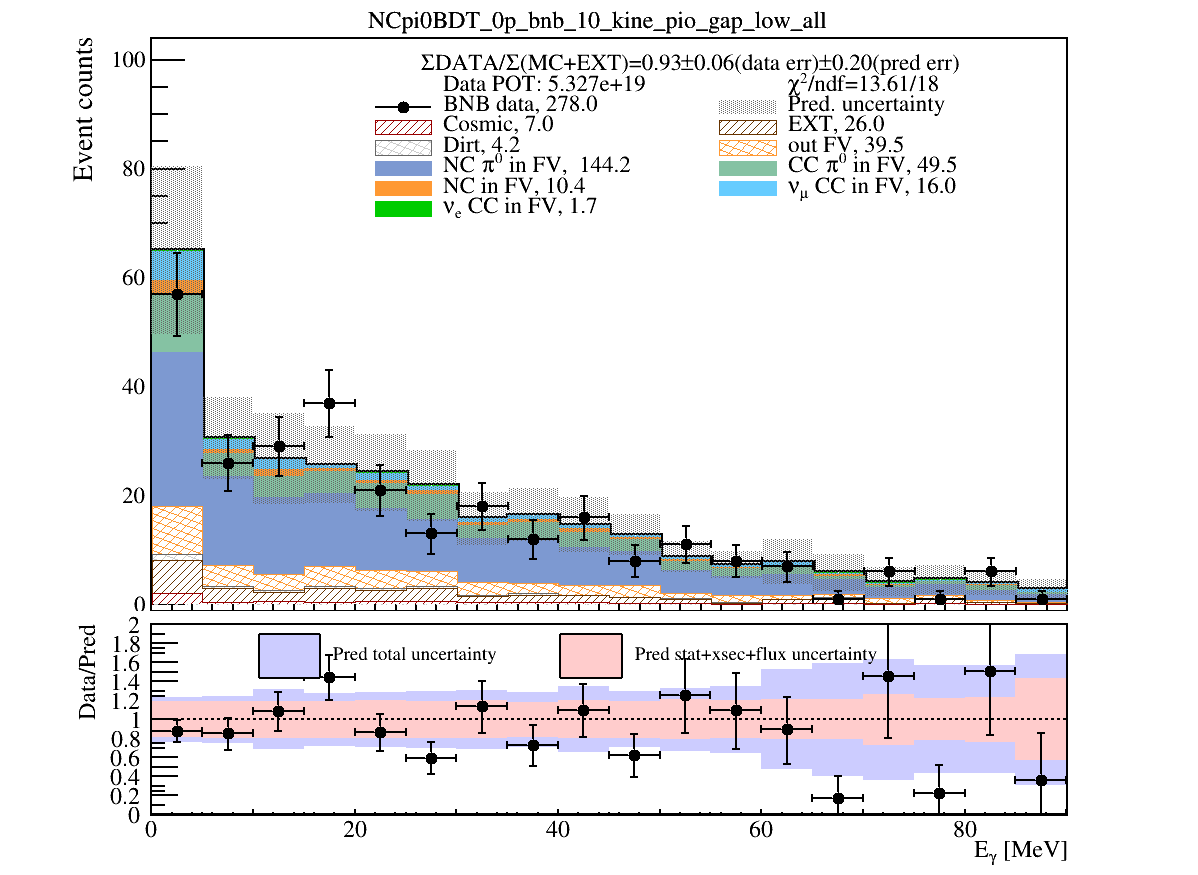 NCpi0BDT_0p_bnb_10_kine_pio_gap_low_all
ΣDATA/Σ(MC+EXT)=0.93±0.06(data err)±0.20(pred err)
Data POT: 5.327e+19
χ²/ndf=13.61/18
BNB data, 278.0
Pred. uncertainty
Cosmic, 7.0
EXT, 26.0
Dirt, 4.2
out FV, 39.5
NC π⁰ in FV, 144.2
CC π⁰ in FV, 49.5
NC in FV, 10.4
νμ CC in FV, 16.0
νe CC in FV, 1.7
Event counts
100
80
60
40
20
0
Pred total uncertainty
Pred stat+xsec+flux uncertainty
Data/Pred
2
1.8
1.6
1.4
1.2
1
0.8
0.6
0.4
0.2
0
0 20 40 60 80
Eγ [MeV]